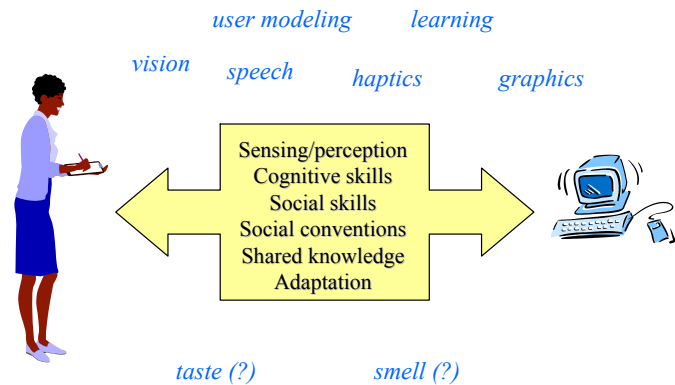 user modeling learning
vision speech haptics graphics
Sensing/perception
Cognitive skills
Social skills
Social conventions
Shared knowledge
Adaptation
taste (?) smell (?)